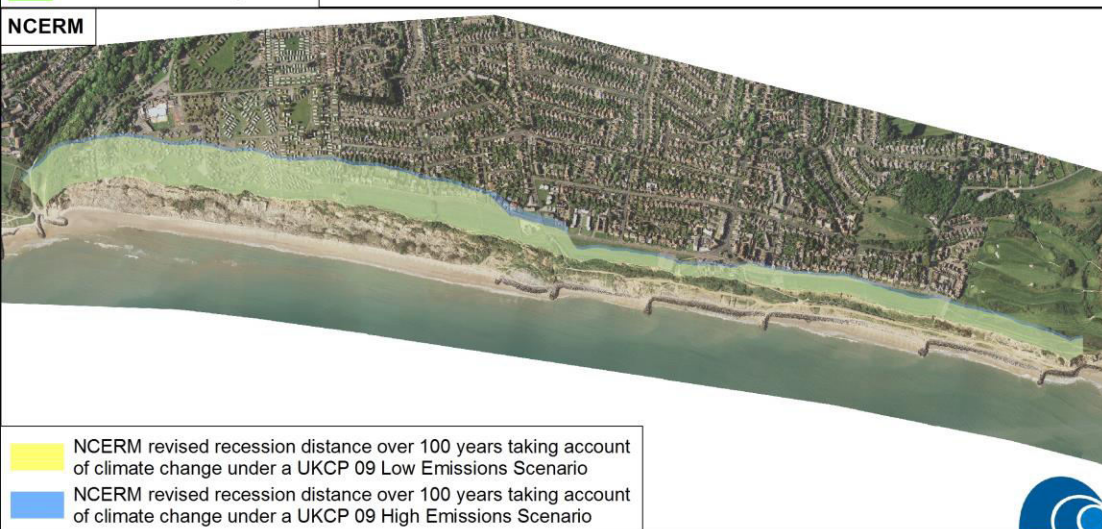 NCERM
NCERM revised recession distance over 100 years taking account
of climate change under a UKCP 09 Low Emissions Scenario
NCERM revised recession distance over 100 years taking account
of climate change under a UKCP 09 High Emissions Scenario